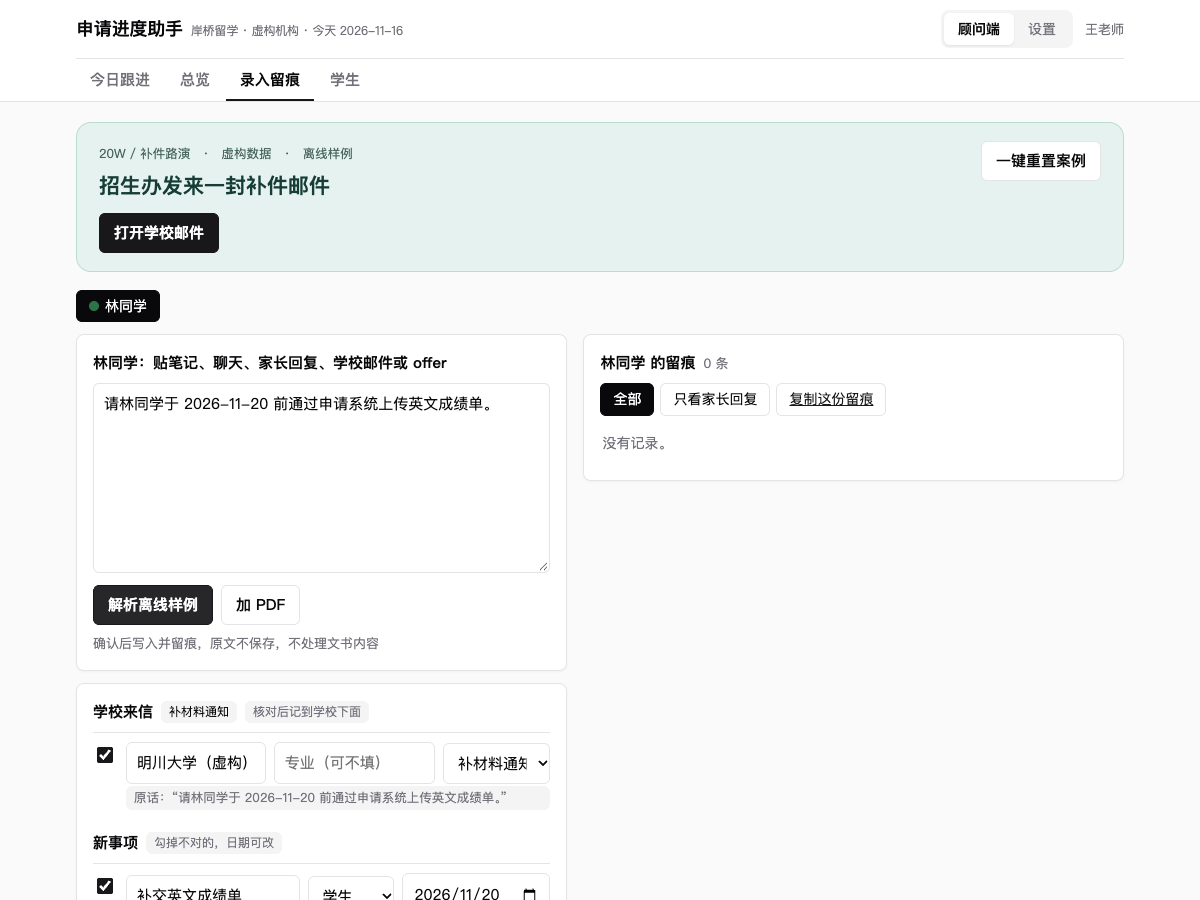 申请进度助手 岸桥留学 · 虚构机构 · 今天 2026-11-16 顾问端 设置 王老师
今日跟进 总览 录入留痕 学生
20W / 补件路演 · 虚构数据 · 离线样例
一键重置案例
招生办发来一封补件邮件
打开学校邮件
林同学
林同学：贴笔记、聊天、家长回复、学校邮件或 offer
请林同学于 2026-11-20 前通过申请系统上传英文成绩单。
解析离线样例 加 PDF
确认后写入并留痕，原文不保存，不处理文书内容
林同学 的留痕 0 条
全部 只看家长回复 复制这份留痕
没有记录。
学校来信 补材料通知 核对后记到学校下面
明川大学（虚构） 专业（可不填） 补材料通知
原话：“请林同学于 2026-11-20 前通过申请系统上传英文成绩单。”
新事项 勾掉不对的，日期可改
补交英文成绩单 学生 2026/11/20